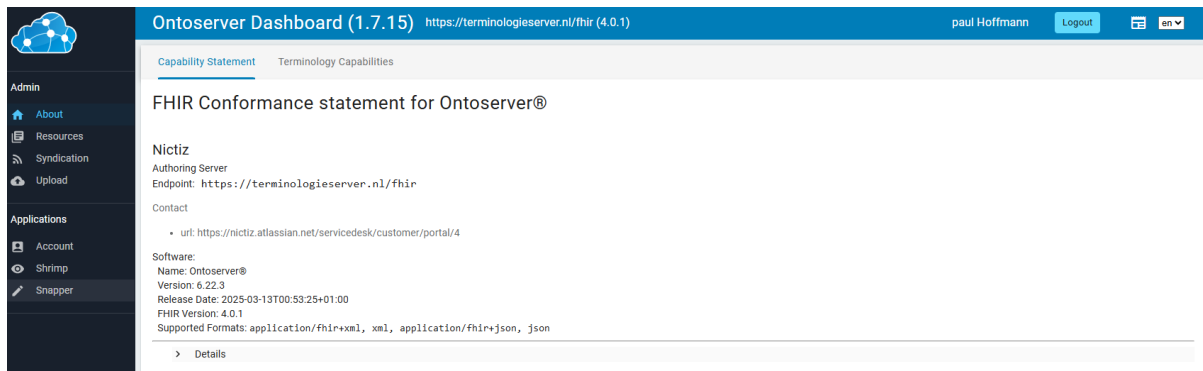 Ontoserver Dashboard (1.7.15) https://terminologieserver.nl/fhir (4.0.1) paul Hoffmann Logout en
Admin
About
Resources
Syndication
Upload
Applications
Account
Shrimp
Snapper
Capability Statement Terminology Capabilities
FHIR Conformance statement for Ontoserver®
Nictiz
Authoring Server
Endpoint: https://terminologieserver.nl/fhir
Contact
• url: https://nictiz.atlassian.net/servicedesk/customer/portal/4
Software:
Name: Ontoserver®
Version: 6.22.3
Release Date: 2025-03-13T00:53:25+01:00
FHIR Version: 4.0.1
Supported Formats: application/fhir+xml, xml, application/fhir+json, json
Details